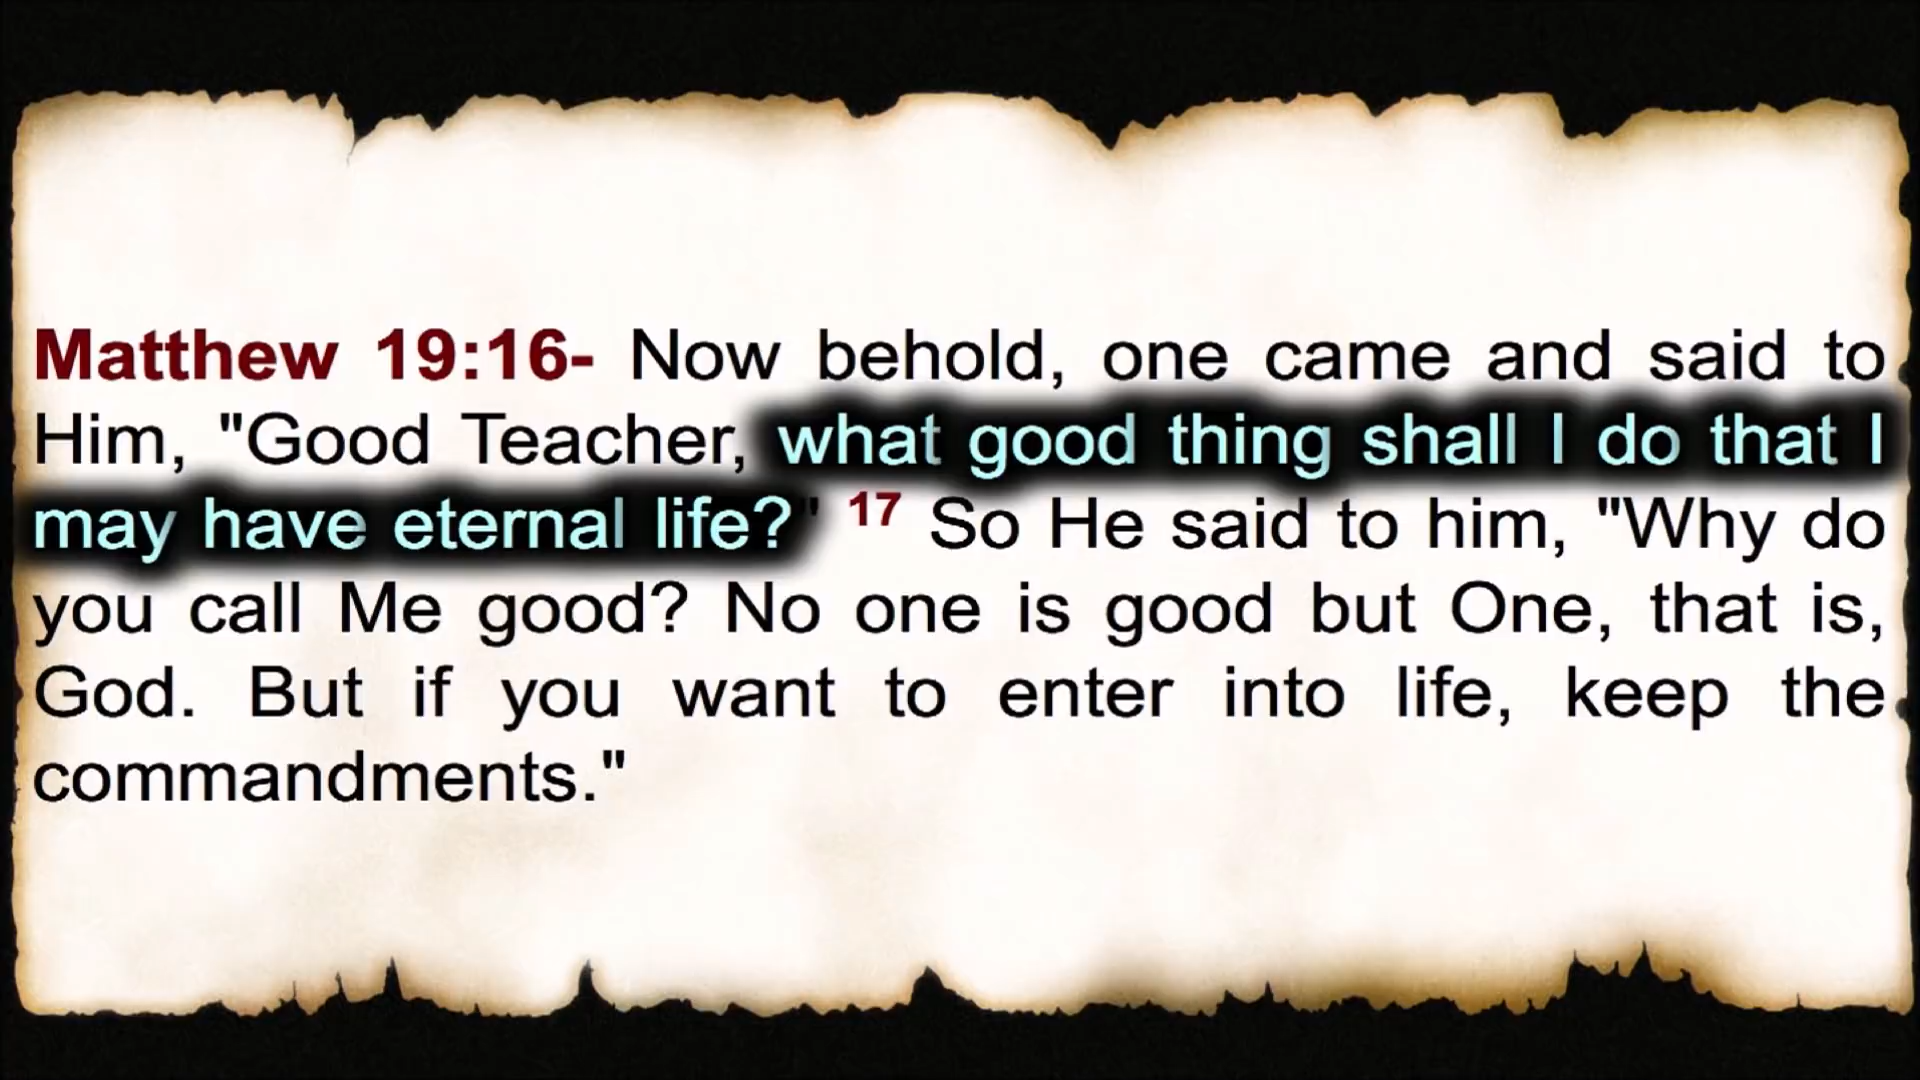 Matthew 19:16- Now behold, one came and said to
Him, "Good Teacher, what good thing shall I do that I
may have eternal life?" 17 So He said to him, "Why do
you call Me good? No one is good but One, that is,
God. But if you want to enter into life, keep the
commandments."